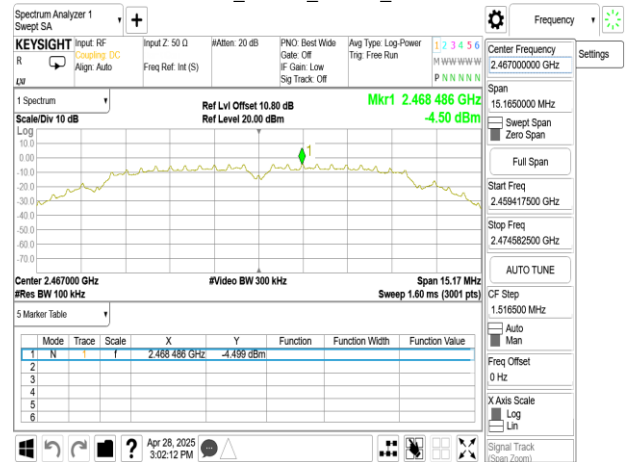 Spectrum Analyzer 1
Swept SA
+
Frequency
KEYSIGHT
R
LXI
Input: RF
Coupling: DC
Align: Auto
Input Z: 50 Ω
Freq Ref: Int (S)
#Atten: 20 dB
PNO: Best Wide
Gate: Off
IF Gain: Low
Sig Track: Off
Avg Type: Log-Power
Trig: Free Run
1 2 3 4 5 6
M W W W W W
P N N N N N
Center Frequency
2.467000000 GHz
Settings
Span
15.1650000 MHz
Swept Span
Zero Span
Full Span
Start Freq
2.459417500 GHz
Stop Freq
2.474582500 GHz
AUTO TUNE
CF Step
1.516500 MHz
Auto
Man
Freq Offset
0 Hz
X Axis Scale
Log
Lin
Signal Track
(Span Zoom)
1 Spectrum
Scale/Div 10 dB
Ref Lvl Offset 10.80 dB
Ref Level 20.00 dBm
Mkr1 2.468 486 GHz
-4.50 dBm
Log
10.0
0.00
-10.0
-20.0
-30.0
-40.0
-50.0
-60.0
-70.0
1
Center 2.467000 GHz
#Res BW 100 kHz
#Video BW 300 kHz
Span 15.17 MHz
Sweep 1.60 ms (3001 pts)
5 Marker Table
Mode Trace Scale X Y Function Function Width Function Value
1 N 1 f 2.468 486 GHz -4.499 dBm
2
3
4
5
6
?
Apr 28, 2025
3:02:12 PM